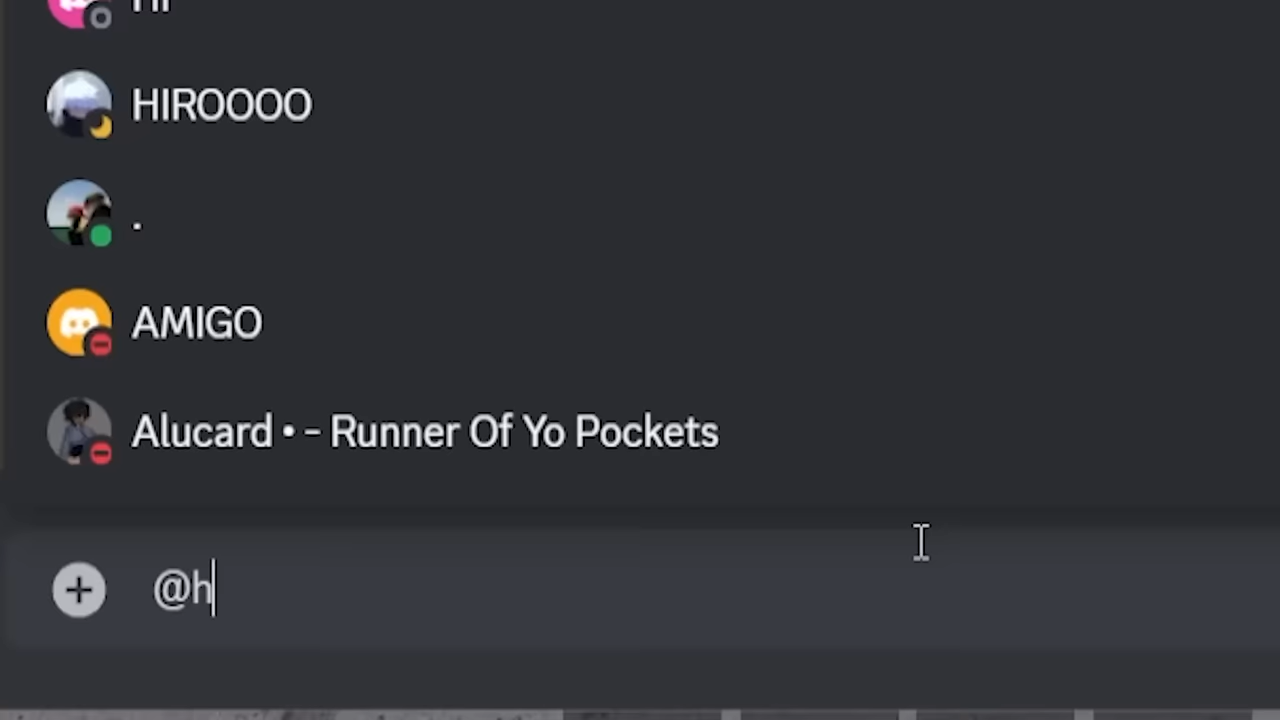 HIROOOO
.
AMIGO
Alucard • - Runner Of Yo Pockets
@h